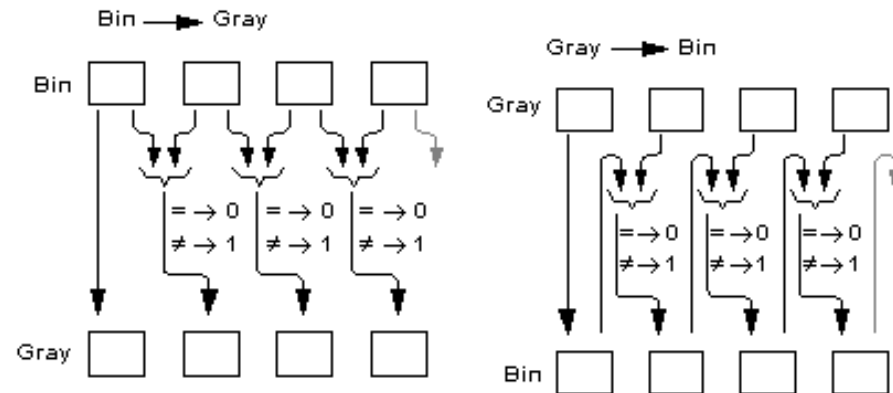 Bin → Gray
Bin
= → 0 = → 0 = → 0
≠ → 1 ≠ → 1 ≠ → 1
Gray
Gray → Bin
Gray
= → 0 = → 0 = → 0
≠ → 1 ≠ → 1 ≠ → 1
Bin